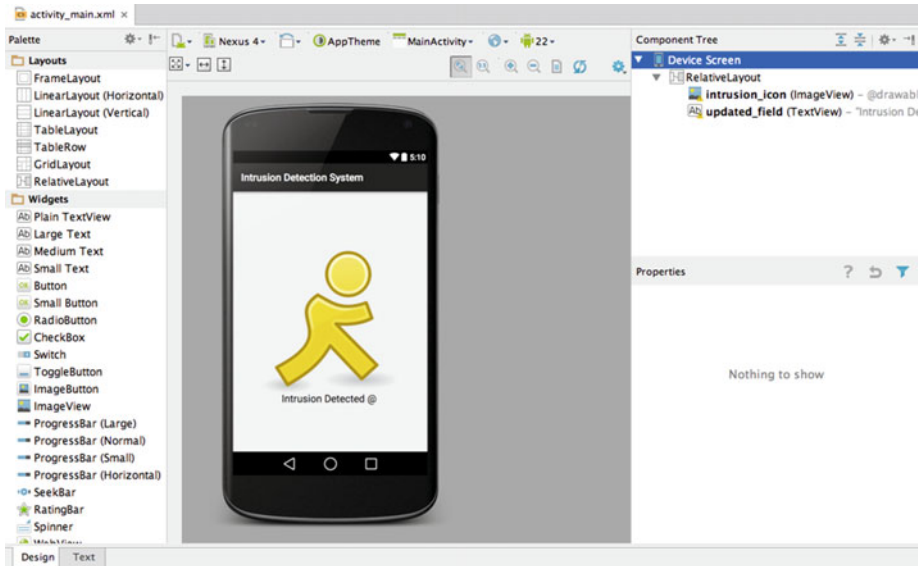 activity_main.xml ×
Palette
Nexus 4 AppTheme MainActivity 22
Component Tree
Layouts
FrameLayout
LinearLayout (Horizontal)
LinearLayout (Vertical)
TableLayout
TableRow
GridLayout
RelativeLayout
Widgets
Plain TextView
Large Text
Medium Text
Small Text
Button
Small Button
RadioButton
CheckBox
Switch
ToggleButton
ImageButton
ImageView
ProgressBar (Large)
ProgressBar (Normal)
ProgressBar (Small)
ProgressBar (Horizontal)
SeekBar
RatingBar
Spinner
WebView
5:10
Intrusion Detection System
Intrusion Detected @
Device Screen
RelativeLayout
intrusion_icon (ImageView) – @drawabl
updated_field (TextView) – "Intrusion De
Properties
?
Nothing to show
Design Text